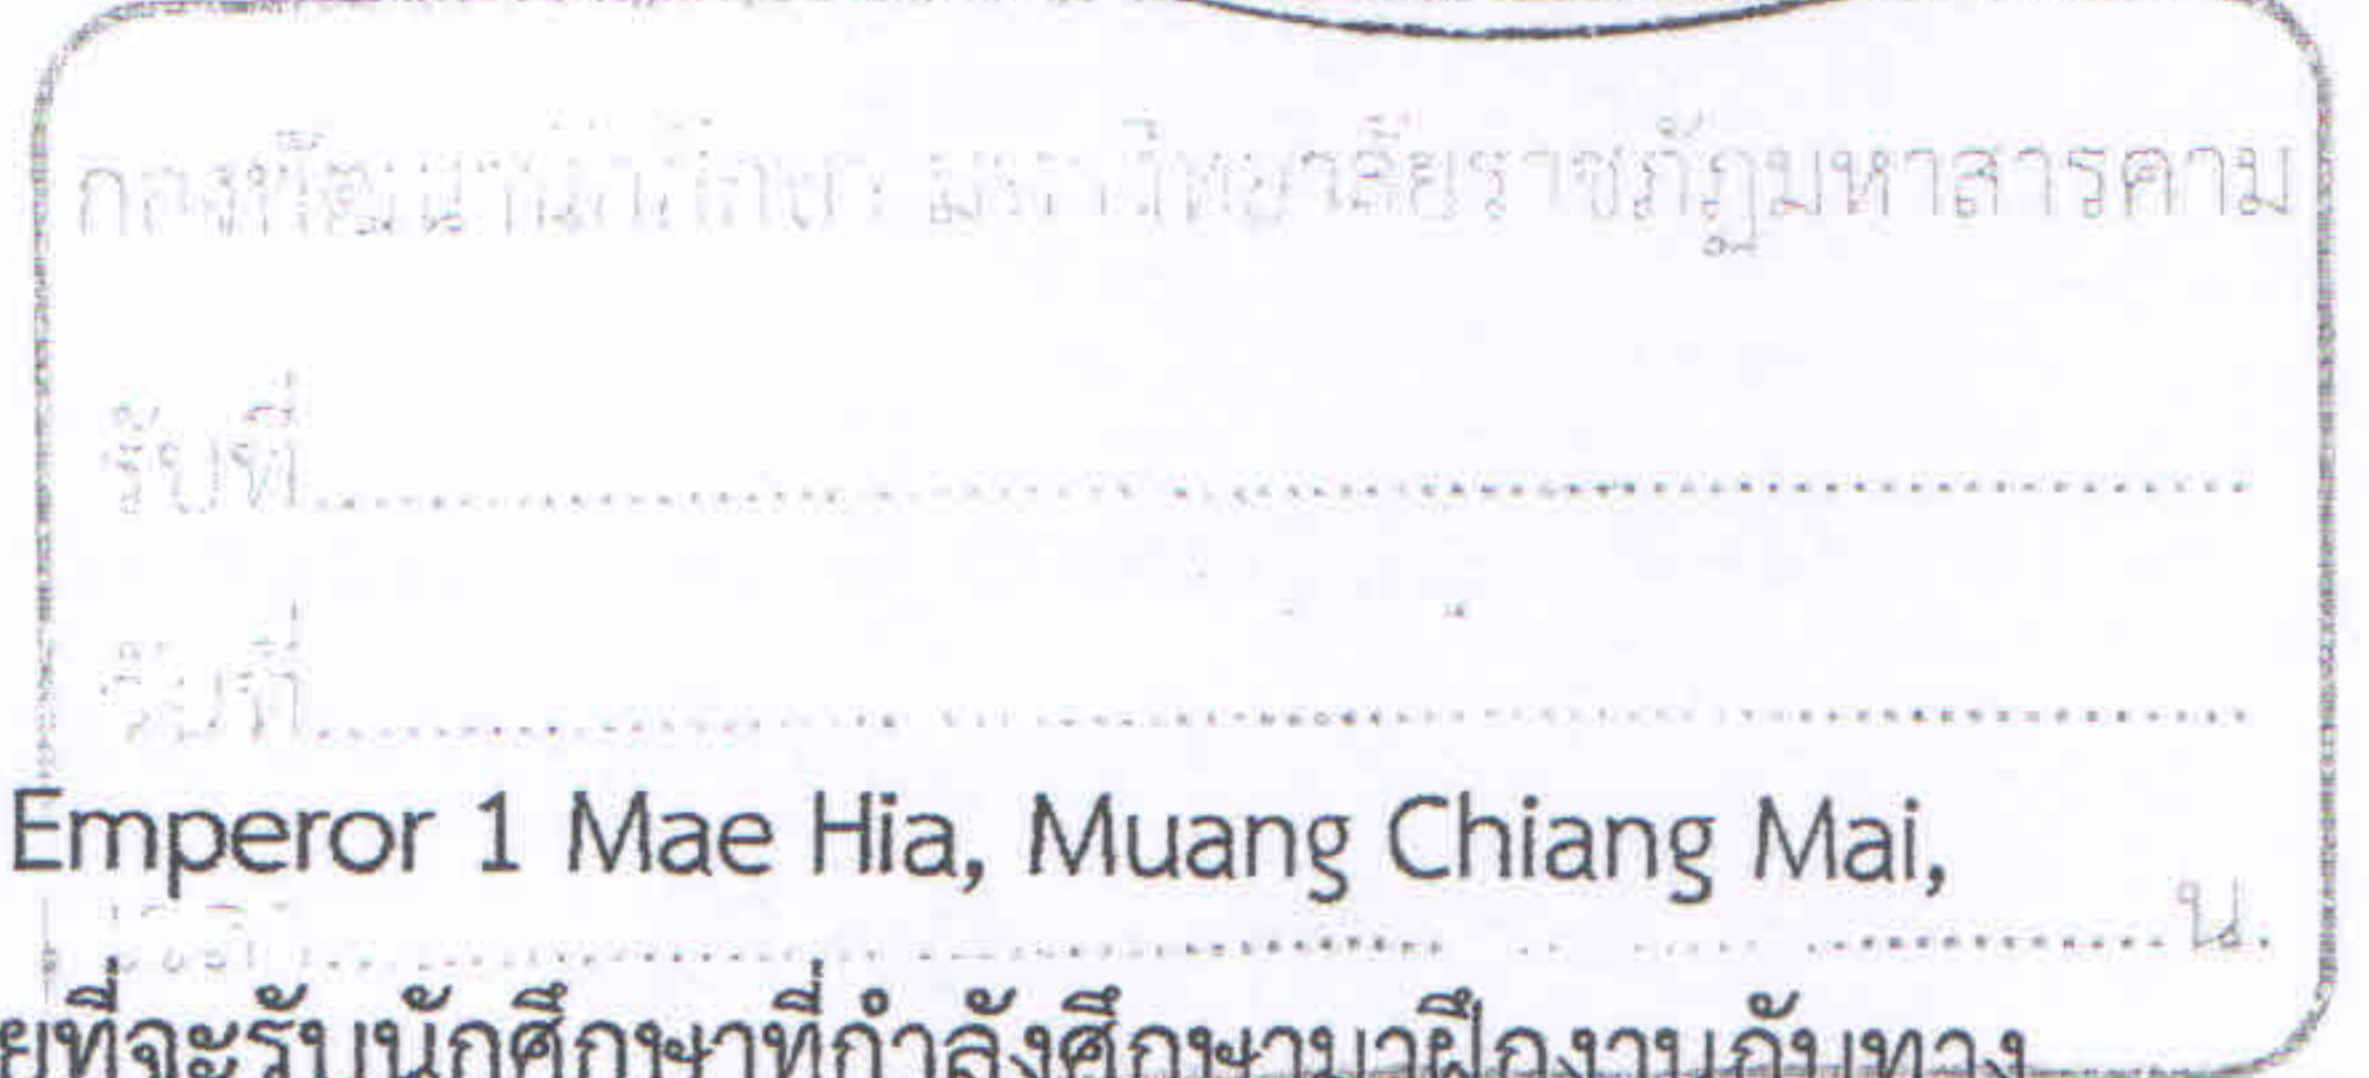 กองพัฒนานักศึกษา มหาวิทยาลัยราชภัฏมหาสารคาม
รับที่........................................
วันที่........................................
Emperor 1 Mae Hia, Muang Chiang Mai,
........................................น.
ยที่จะรับนักศึกษาที่กำลังศึกษามาฝึกงานกับทาง